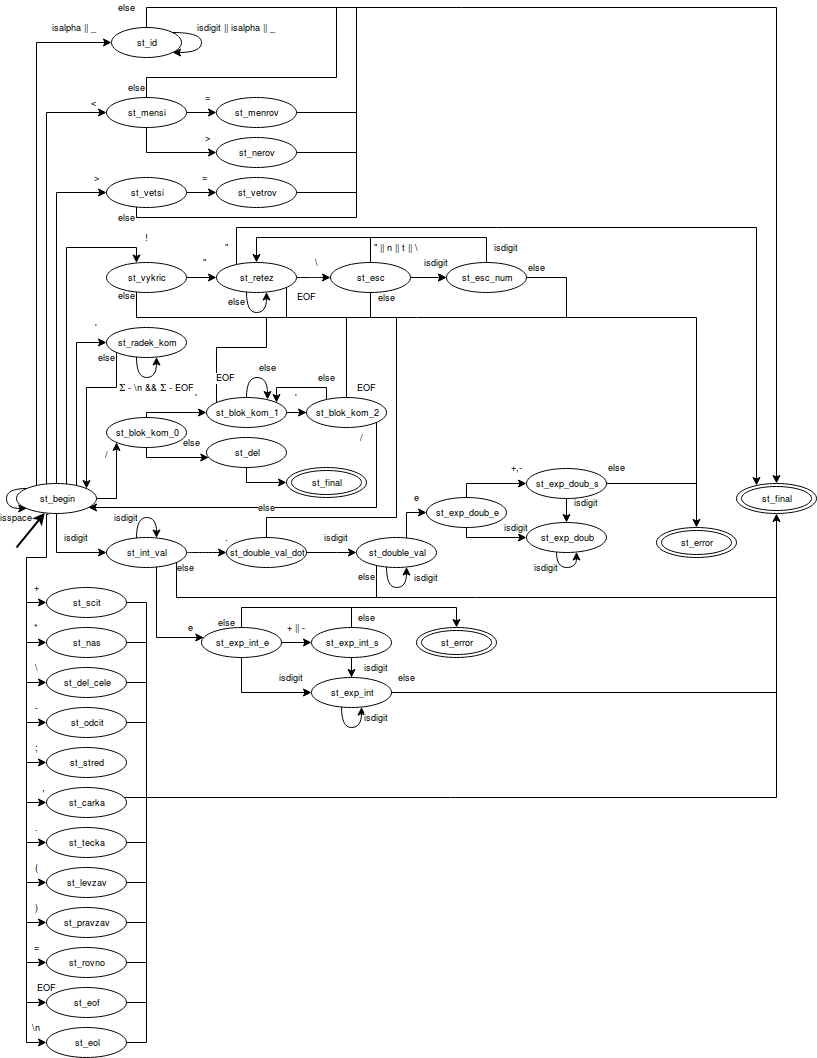 else
isalpha || _
isdigit || isalpha || _
st_id
else
<
=
st_mensi
st_menrov
>
st_nerov
>
=
st_vetsi
st_vetrov
else
!
"
" || n || t || \
isdigit
"
\
isdigit
else
st_vykric
st_retez
st_esc
st_esc_num
else
else
EOF
else
'
st_radek_kom
else
EOF
else
else
Σ - \n && Σ - EOF
EOF
'
'
st_blok_kom_1
st_blok_kom_2
st_blok_kom_0
else
/
/
st_del
st_final
+,-
else
st_exp_doub_s
st_begin
e
st_final
isdigit
else
isspace
isdigit
st_exp_doub_e
isdigit
isdigit
.
isdigit
st_exp_doub
st_error
st_int_val
st_double_val_dot
st_double_val
else
else
isdigit
isdigit
+
st_scit
else
else
e
+ || -
*
st_nas
st_exp_int_e
st_exp_int_s
st_error
\
isdigit
isdigit
else
st_del_cele
st_exp_int
-
isdigit
st_odcit
;
st_stred
,
st_carka
.
st_tecka
(
st_levzav
)
st_pravzav
=
st_rovno
EOF
st_eof
\n
st_eol